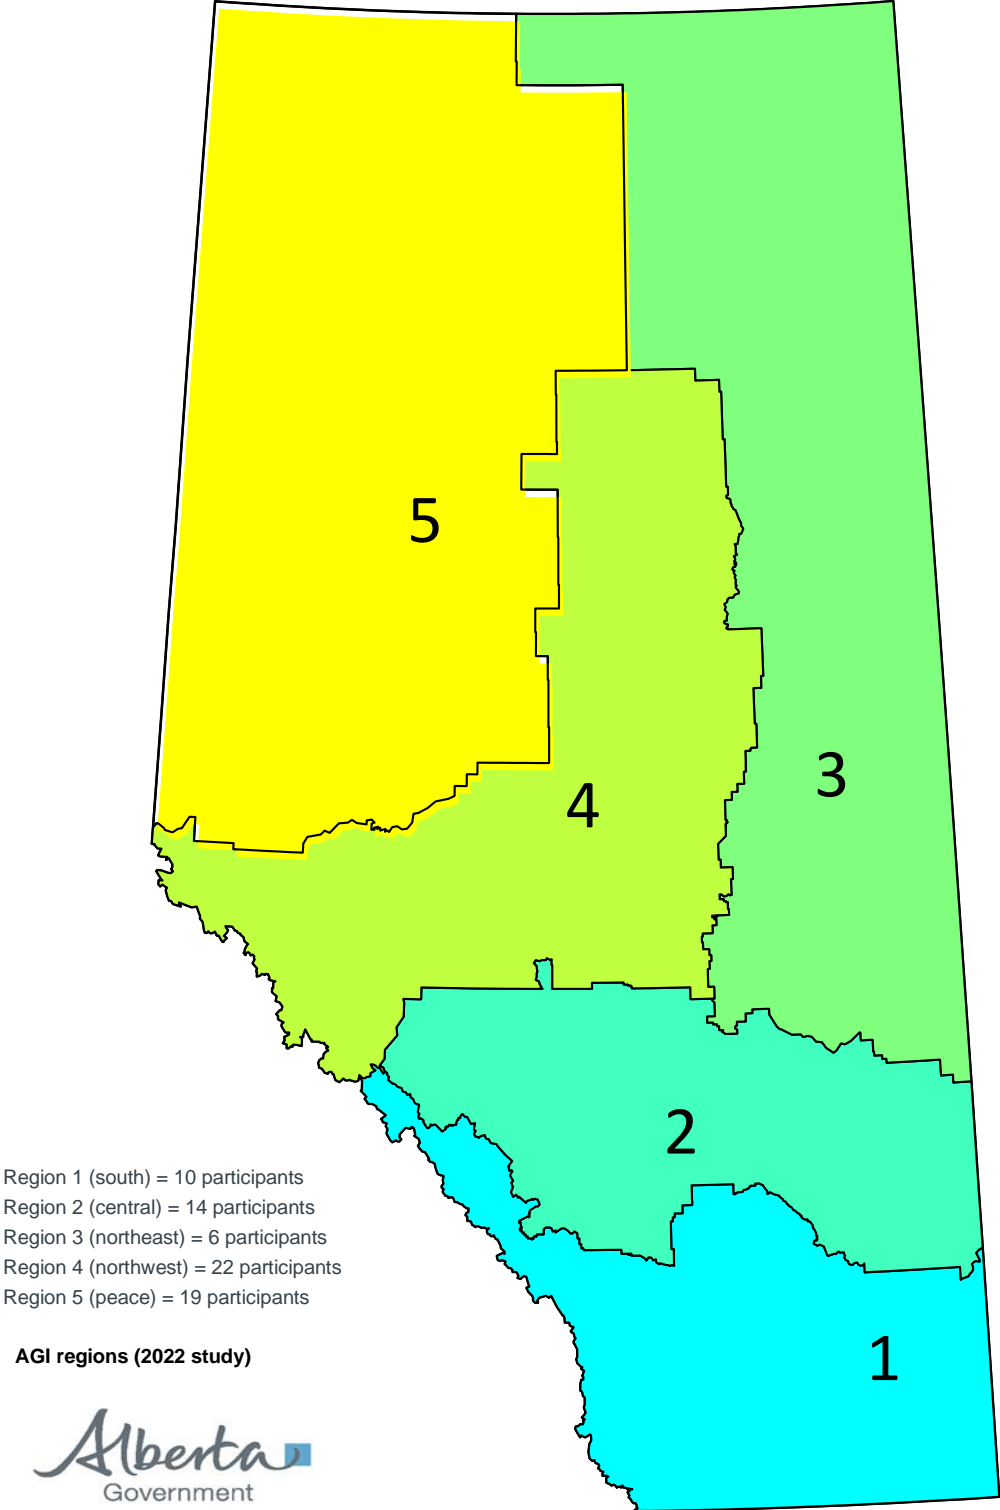 5
3
4
2
Region 1 (south) = 10 participants
Region 2 (central) = 14 participants
Region 3 (northeast) = 6 participants
Region 4 (northwest) = 22 participants
Region 5 (peace) = 19 participants
AGI regions (2022 study)
1
Alberta
Government